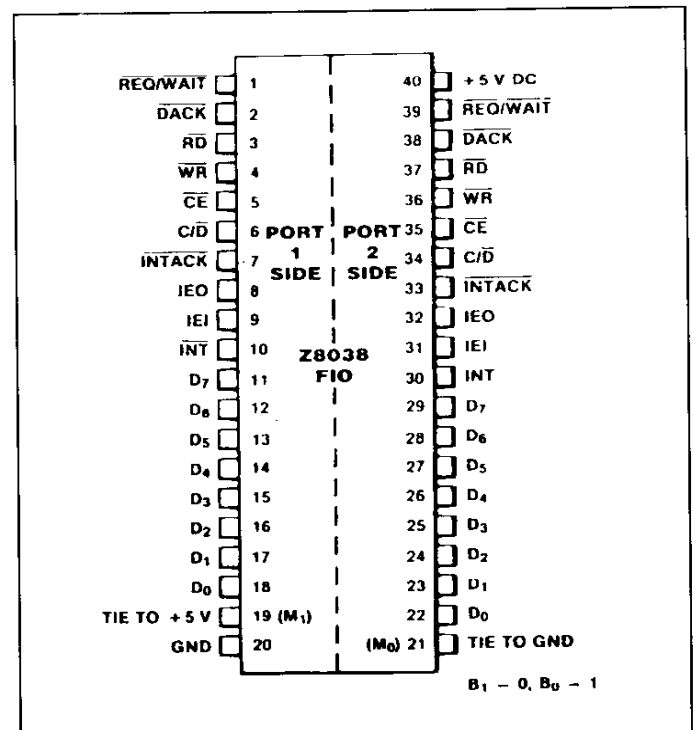 REQ/WAIT 1 40 + 5 V DC
DACK 2 39 REQ/WAIT
RD 3 38 DACK
WR 4 37 RD
CE 5 36 WR
C/D 6 35 CE
INTACK 7 34 C/D
PORT 1 SIDE
PORT 2 SIDE
IEO 8 33 INTACK
IEI 9 32 IEO
INT 10 31 IEI
Z8038
FIO
D₇ 11 30 INT
D₆ 12 29 D₇
D₅ 13 28 D₆
D₄ 14 27 D₅
D₃ 15 26 D₄
D₂ 16 25 D₃
D₁ 17 24 D₂
D₀ 18 23 D₁
TIE TO + 5 V 19 (M₁) 22 D₀
GND 20 (M₀) 21 TIE TO GND
B₁ – 0, B₀ – 1